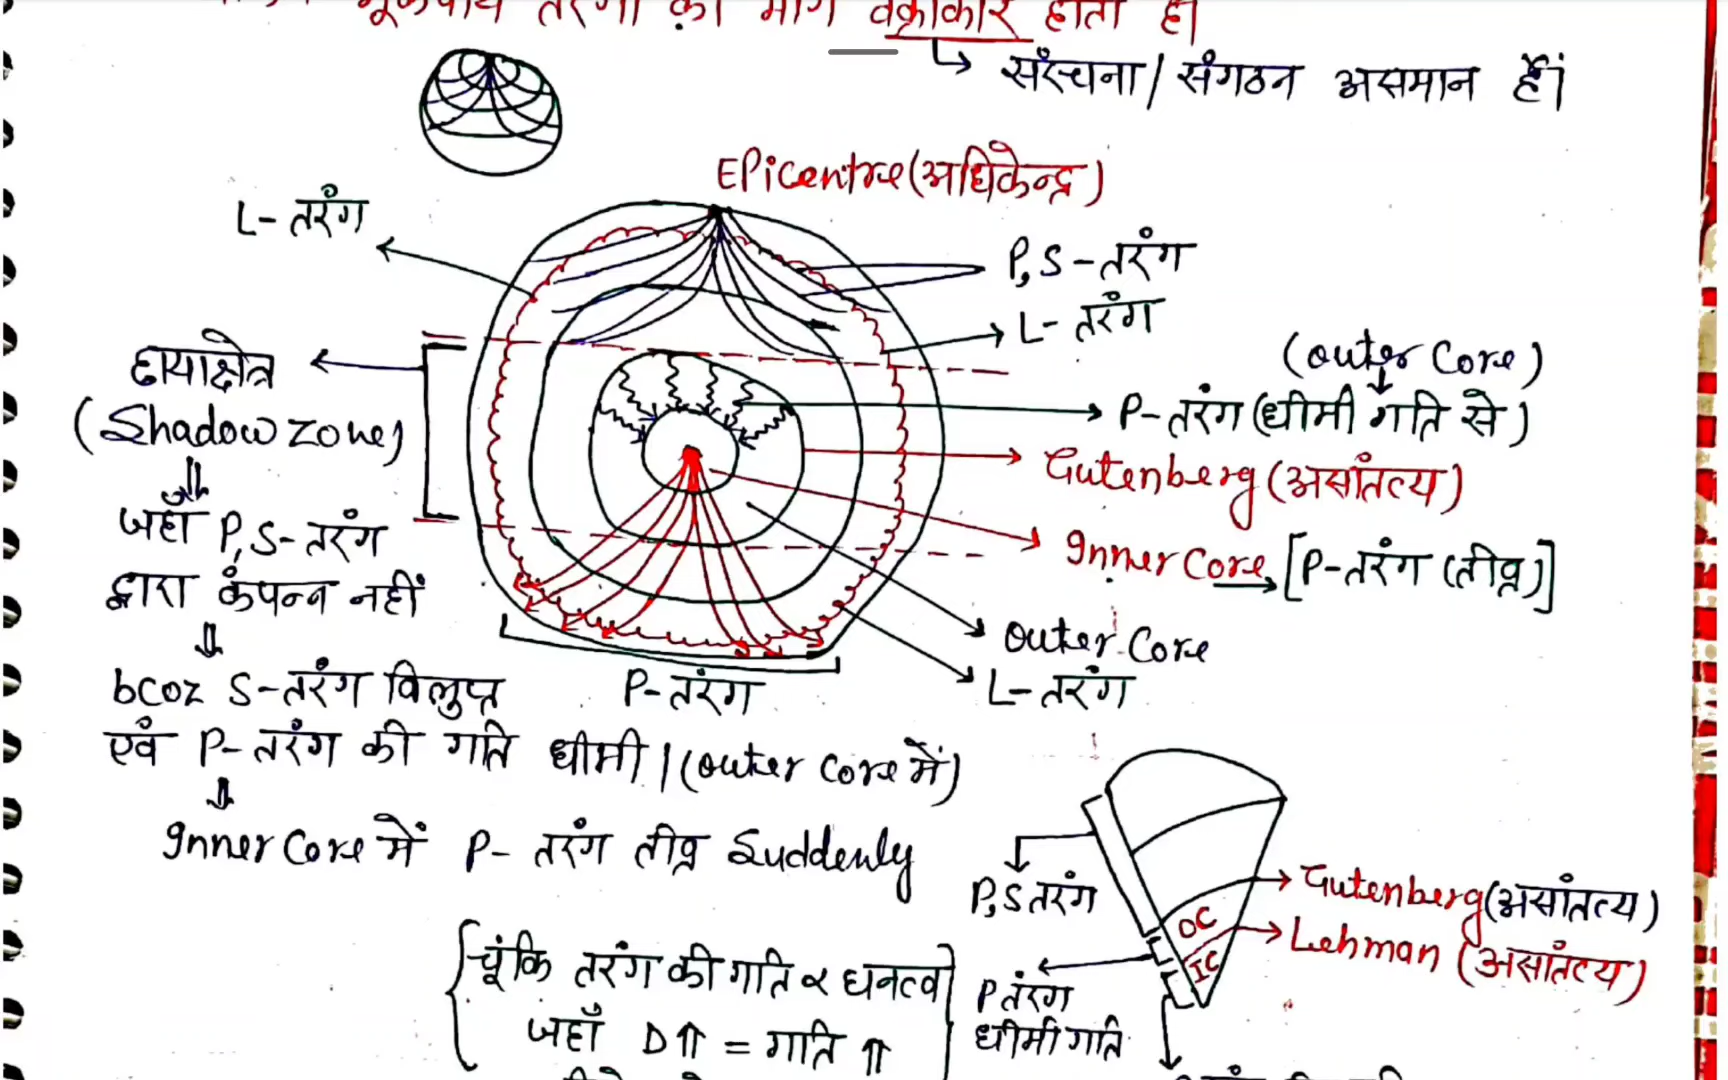 भूकंपीय तरंगों का मार्ग वक्राकार होता है।
संरचना/संगठन असमान हैं।
Epicentre (अधिकेन्द्र)
L- तरंग
P,S-तरंग
L- तरंग
(outer core)
छायाक्षेत्र
(Shadow zone)
P-तरंग (धीमी गति से)
Gutenberg (असांतत्य)
जहाँ P,S-तरंग
Inner Core [P-तरंग (तीव्र)]
द्वारा कंपन्न नहीं
outer Core
bcoz S-तरंग विलुप्त
P-तरंग
L-तरंग
एवं P- तरंग की गति धीमी। (outer core में)
Inner Core में P- तरंग तीव्र Suddenly
P,S तरंग
Gutenberg (असांतत्य)
OC
Lehman (असांतत्य)
IC
चूंकि तरंग की गति ∝ घनत्व
P तरंग
धीमी गति
जहाँ D⇑ = गति ⇑